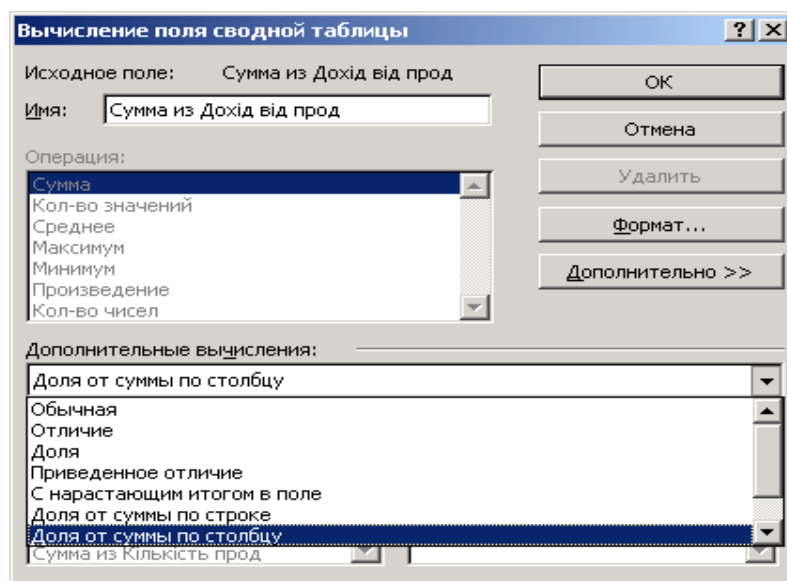 Вычисление поля сводной таблицы
Исходное поле: Сумма из Дохід від прод
Имя: Сумма из Дохід від прод
OK
Отмена
Удалить
Формат...
Дополнительно >>
Операция:
Сумма
Кол-во значений
Среднее
Максимум
Минимум
Произведение
Кол-во чисел
Дополнительные вычисления:
Доля от суммы по столбцу
Обычная
Отличие
Доля
Приведенное отличие
С нарастающим итогом в поле
Доля от суммы по строке
Доля от суммы по столбцу
Сумма из Кількість прод